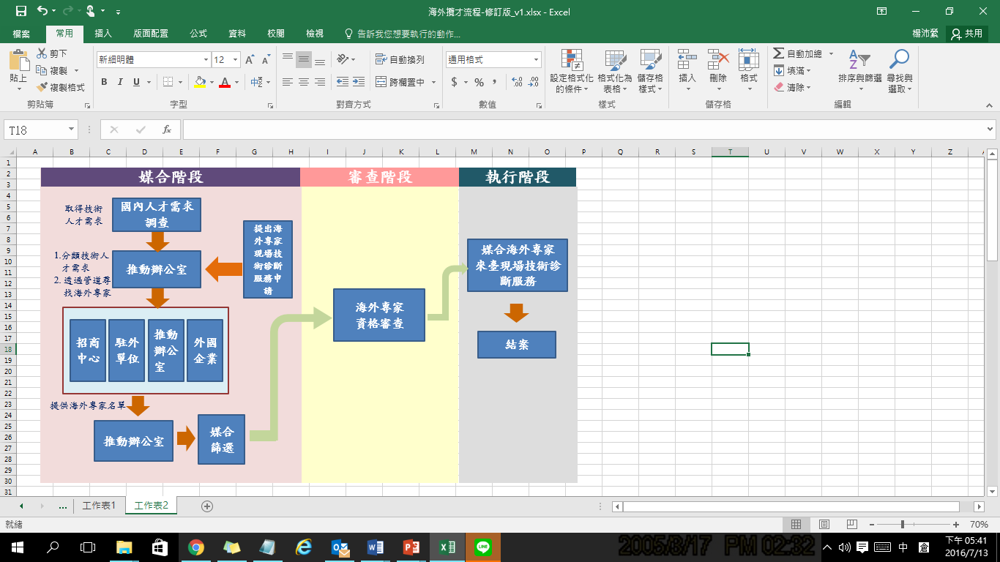 海外攬才流程-修訂版_v1.xlsx - Excel
檔案 常用 插入 版面配置 公式 資料 校閱 檢視 告訴我您想要執行的動作... 楊沛縈 共用
貼上 剪下 複製 複製格式
新細明體 12
B I U A
自動換列
跨欄置中
通用格式
$ % ,
設定格式化的條件 格式化為表格 儲存格樣式
插入 刪除 格式
自動加總 填滿 清除
排序與篩選 尋找與選取
剪貼簿 字型 對齊方式 數值 樣式 儲存格 編輯
T18 fx
A B C D E F G H I J K L M N O P Q R S T U V W X Y Z
1
2
3
4
5
6
7
8
9
10
11
12
13
14
15
16
17
18
19
20
21
22
23
24
25
26
27
28
29
30
31
媒合階段 審查階段 執行階段
取得技術
人才需求
國內人才需求
調查
提出海
外專家
現場技
術診斷
服務申
請
1.分類技術人
才需求
2.透過管道尋
找海外專家
推動辦公室
招商
中心
駐外
單位
推動
辦公
室
外國
企業
提供海外專家名單
推動辦公室
媒合
篩選
海外專家
資格審查
媒合海外專家
來臺現場技術診
斷服務
結案
... 工作表1 工作表2
就緒 70%
中 倉
下午 05:41
2016/7/13